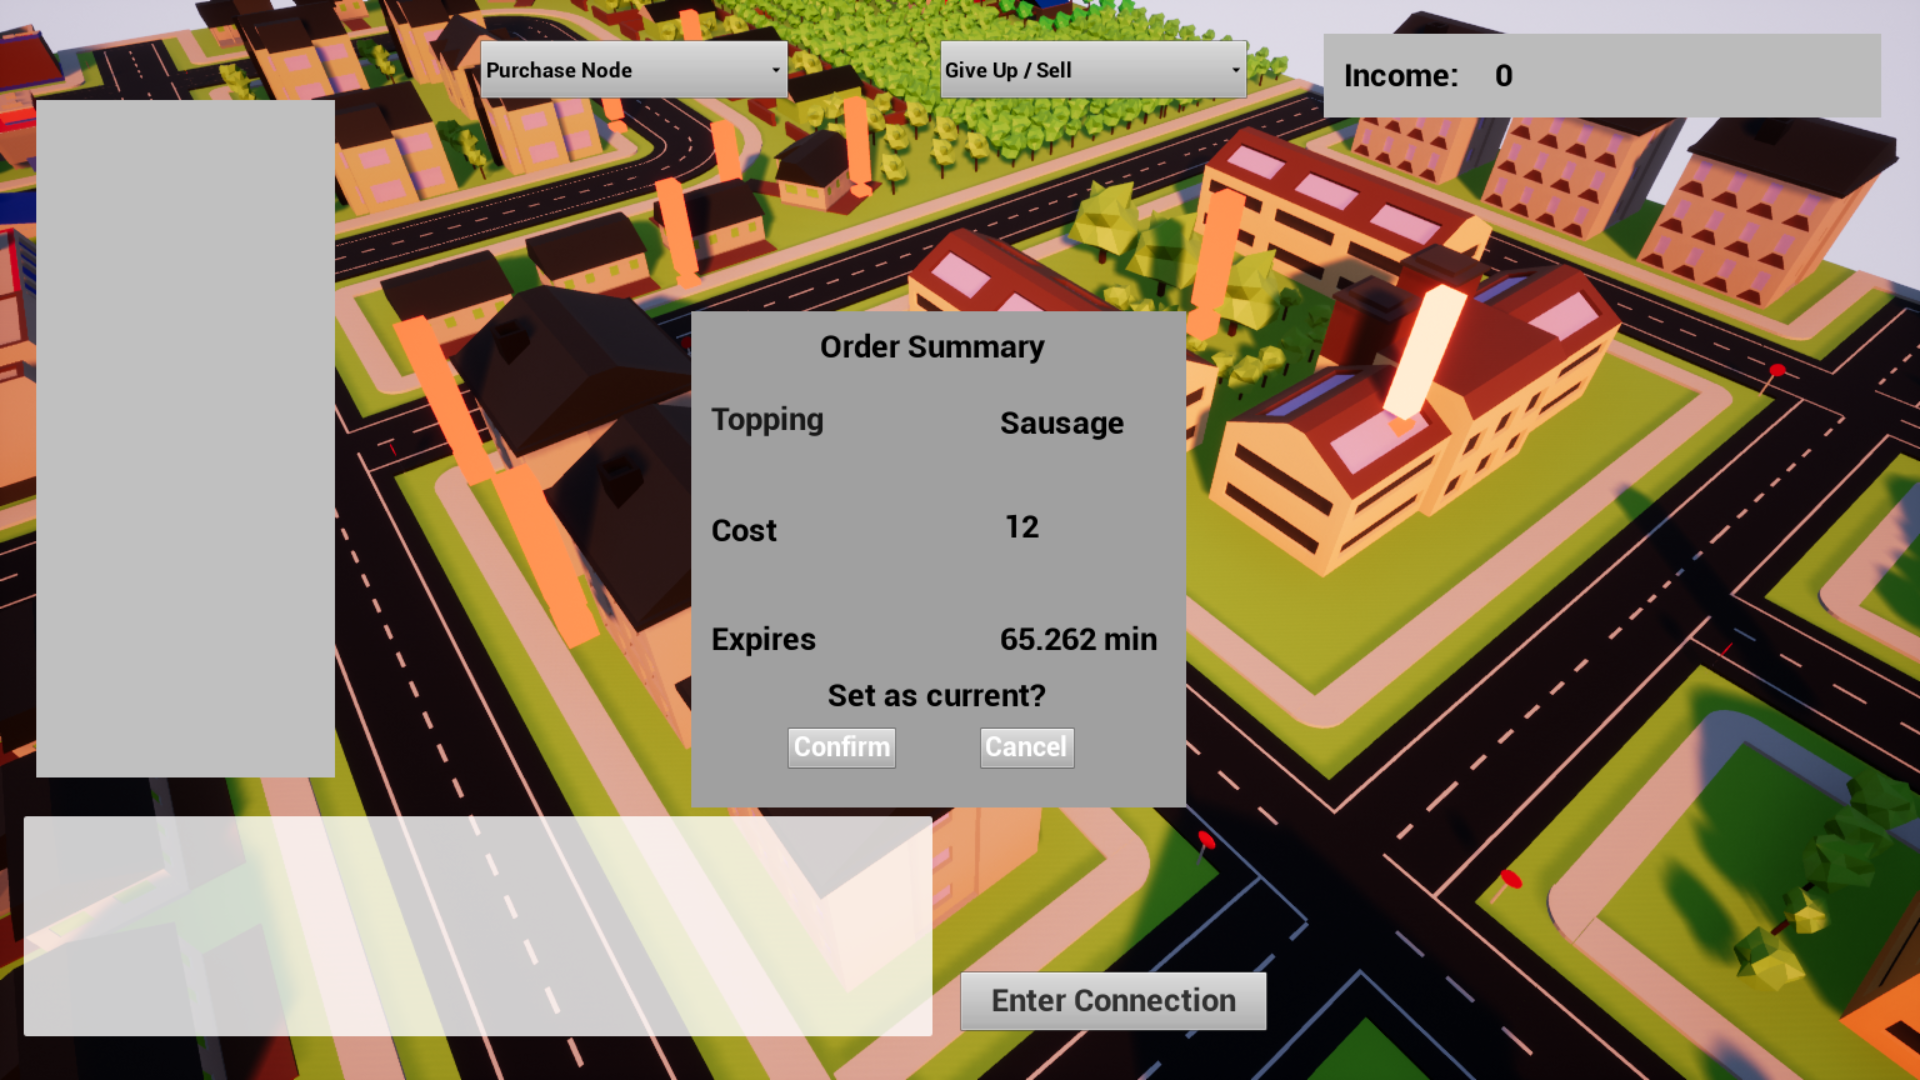 Purchase Node
Give Up / Sell
Income: 0
Order Summary
Topping Sausage
Cost 12
Expires 65.262 min
Set as current?
Confirm Cancel
Enter Connection